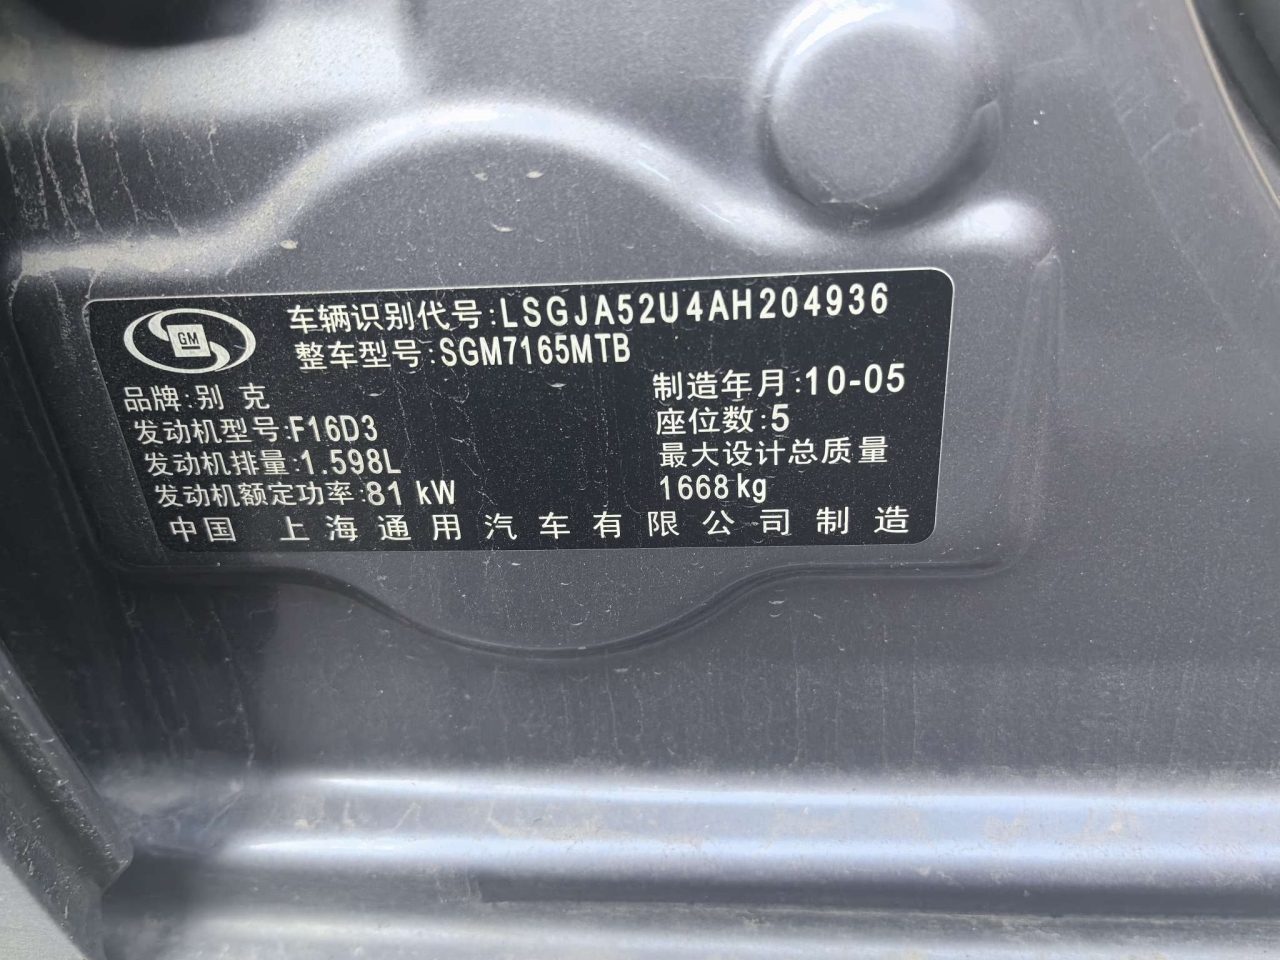 GM
车辆识别代号:LSGJA52U4AH204936
整车型号:SGM7165MTB
品牌:别克
制造年月:10-05
发动机型号:F16D3
座位数:5
发动机排量:1.598L
最大设计总质量
发动机额定功率:81 kW
1668kg
中国 上海通用汽车有限公司制造